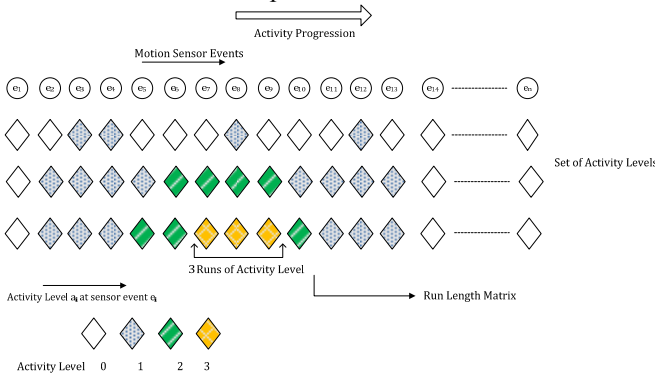 Activity Progression
Motion Sensor Events
e1 e2 e3 e4 e5 e6 e7 e8 e9 e10 e11 e12 e13 e14 en
Set of Activity Levels
3 Runs of Activity Level
Activity Level ai at sensor event ei
Run Length Matrix
Activity Level 0 1 2 3